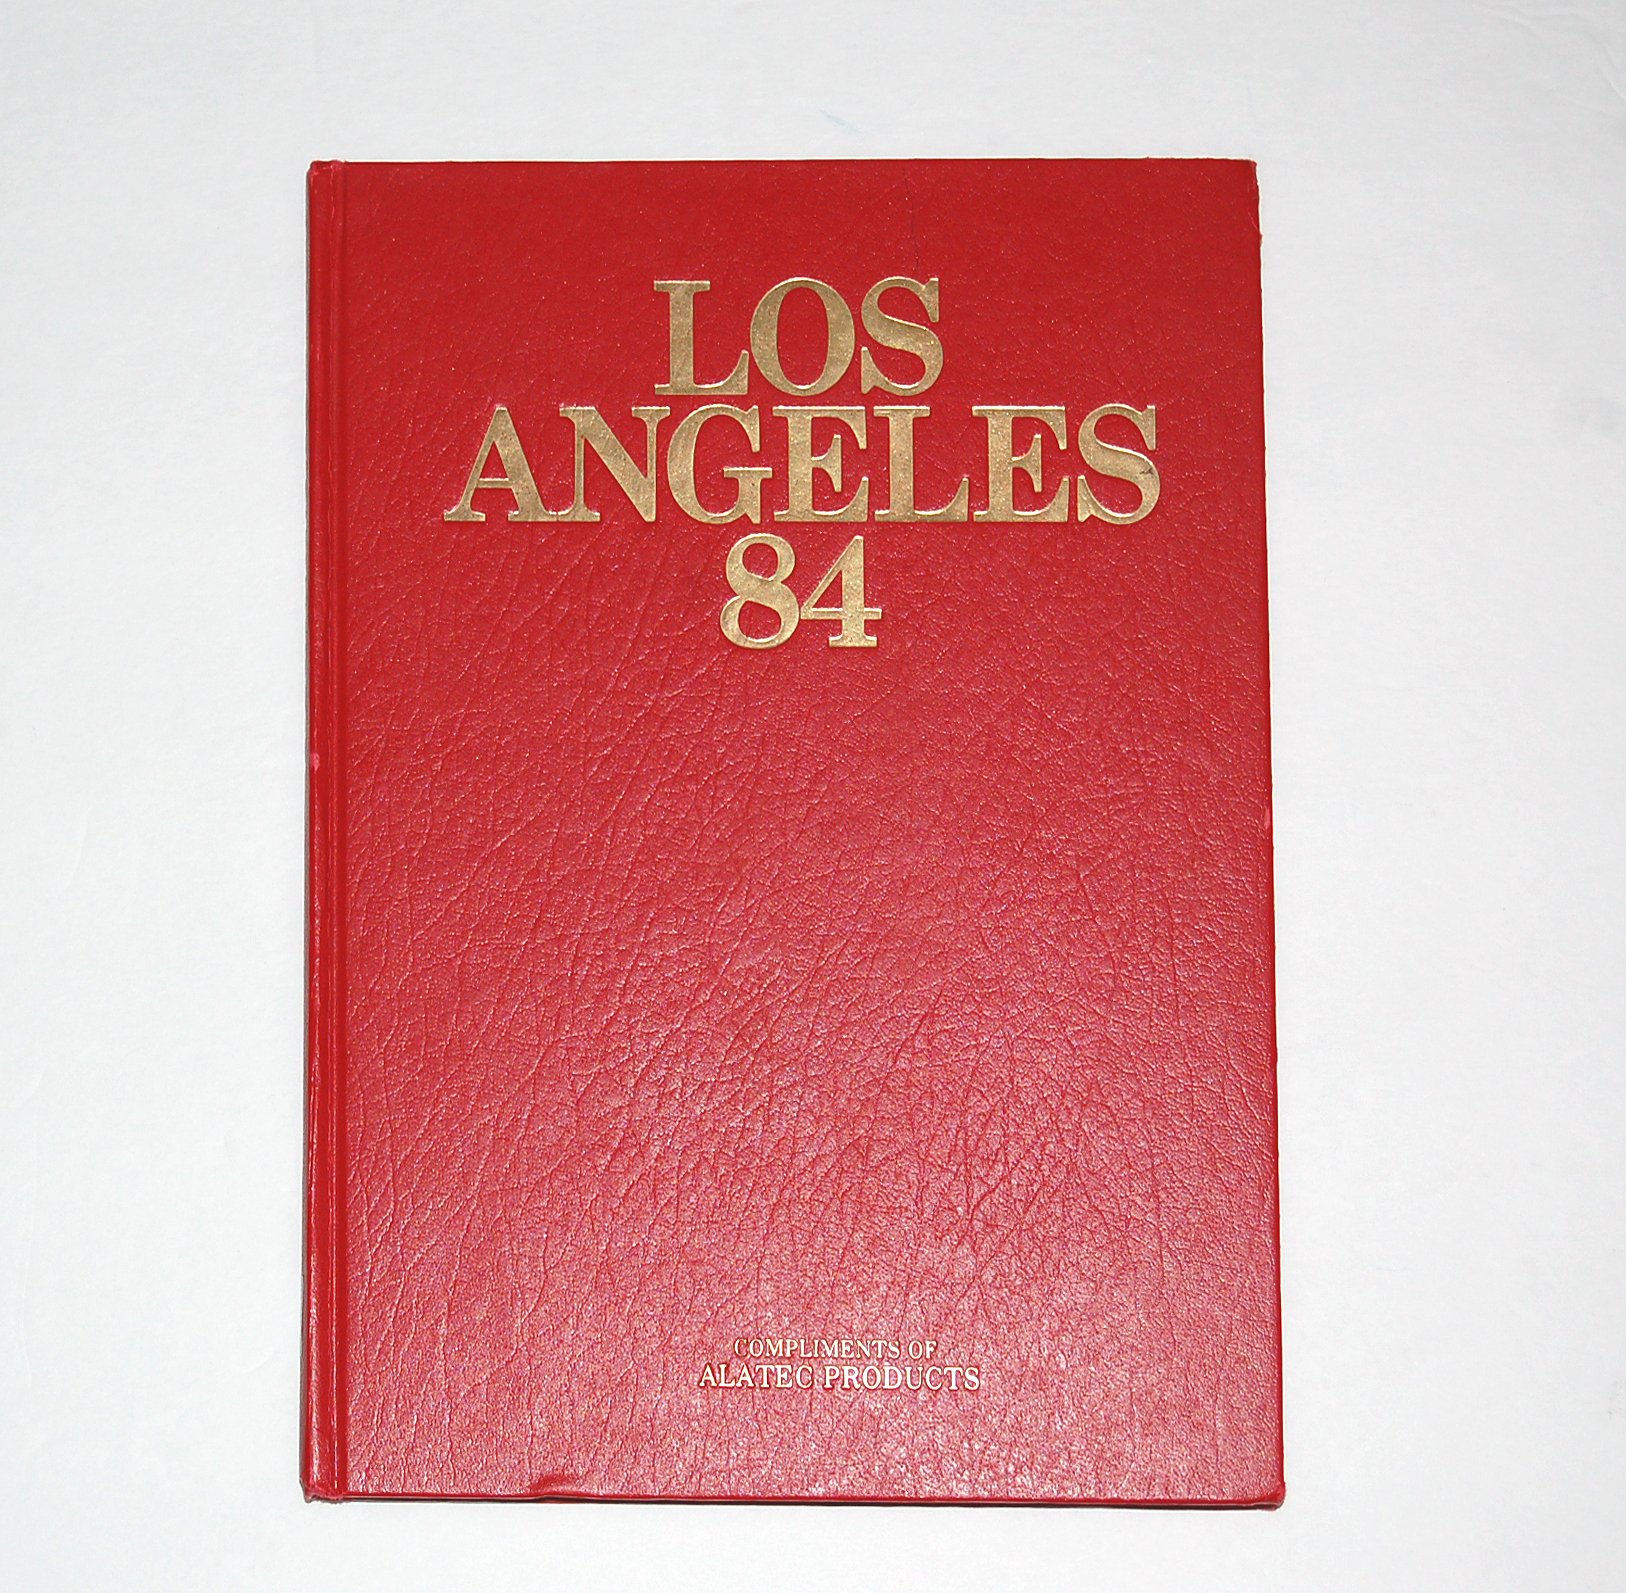 LOS
ANGELES
84
COMPLIMENTS OF
ALATEC PRODUCTS